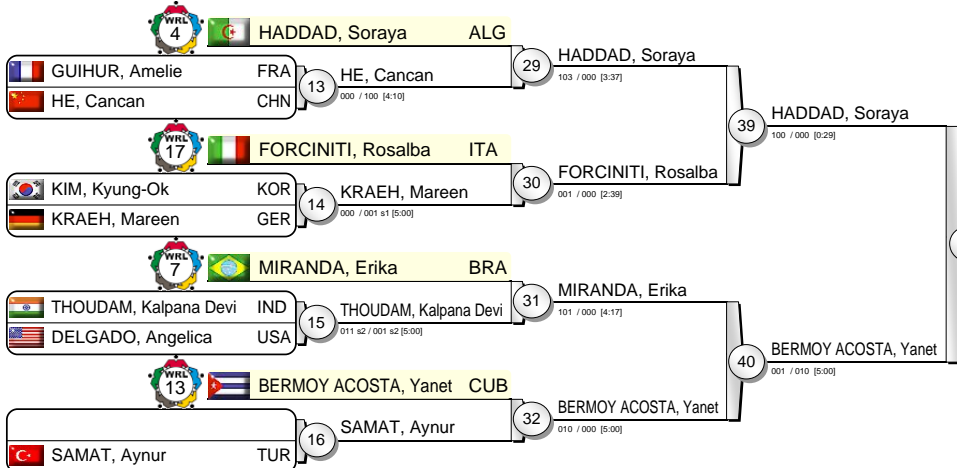 WRL
4
HADDAD, Soraya ALG
GUIHUR, Amelie FRA
HE, Cancan CHN
13
HE, Cancan
000 / 100 [4:10]
29
HADDAD, Soraya
103 / 000 [3:37]
WRL
17
FORCINITI, Rosalba ITA
KIM, Kyung-Ok KOR
KRAEH, Mareen GER
14
KRAEH, Mareen
000 / 001 s1 [5:00]
30
FORCINITI, Rosalba
001 / 000 [2:39]
39
HADDAD, Soraya
100 / 000 [0:29]
WRL
7
MIRANDA, Erika BRA
THOUDAM, Kalpana Devi IND
DELGADO, Angelica USA
15
THOUDAM, Kalpana Devi
011 s2 / 001 s2 [5:00]
31
MIRANDA, Erika
101 / 000 [4:17]
WRL
13
BERMOY ACOSTA, Yanet CUB
SAMAT, Aynur TUR
16
SAMAT, Aynur
32
BERMOY ACOSTA, Yanet
010 / 000 [5:00]
40
BERMOY ACOSTA, Yanet
001 / 010 [5:00]